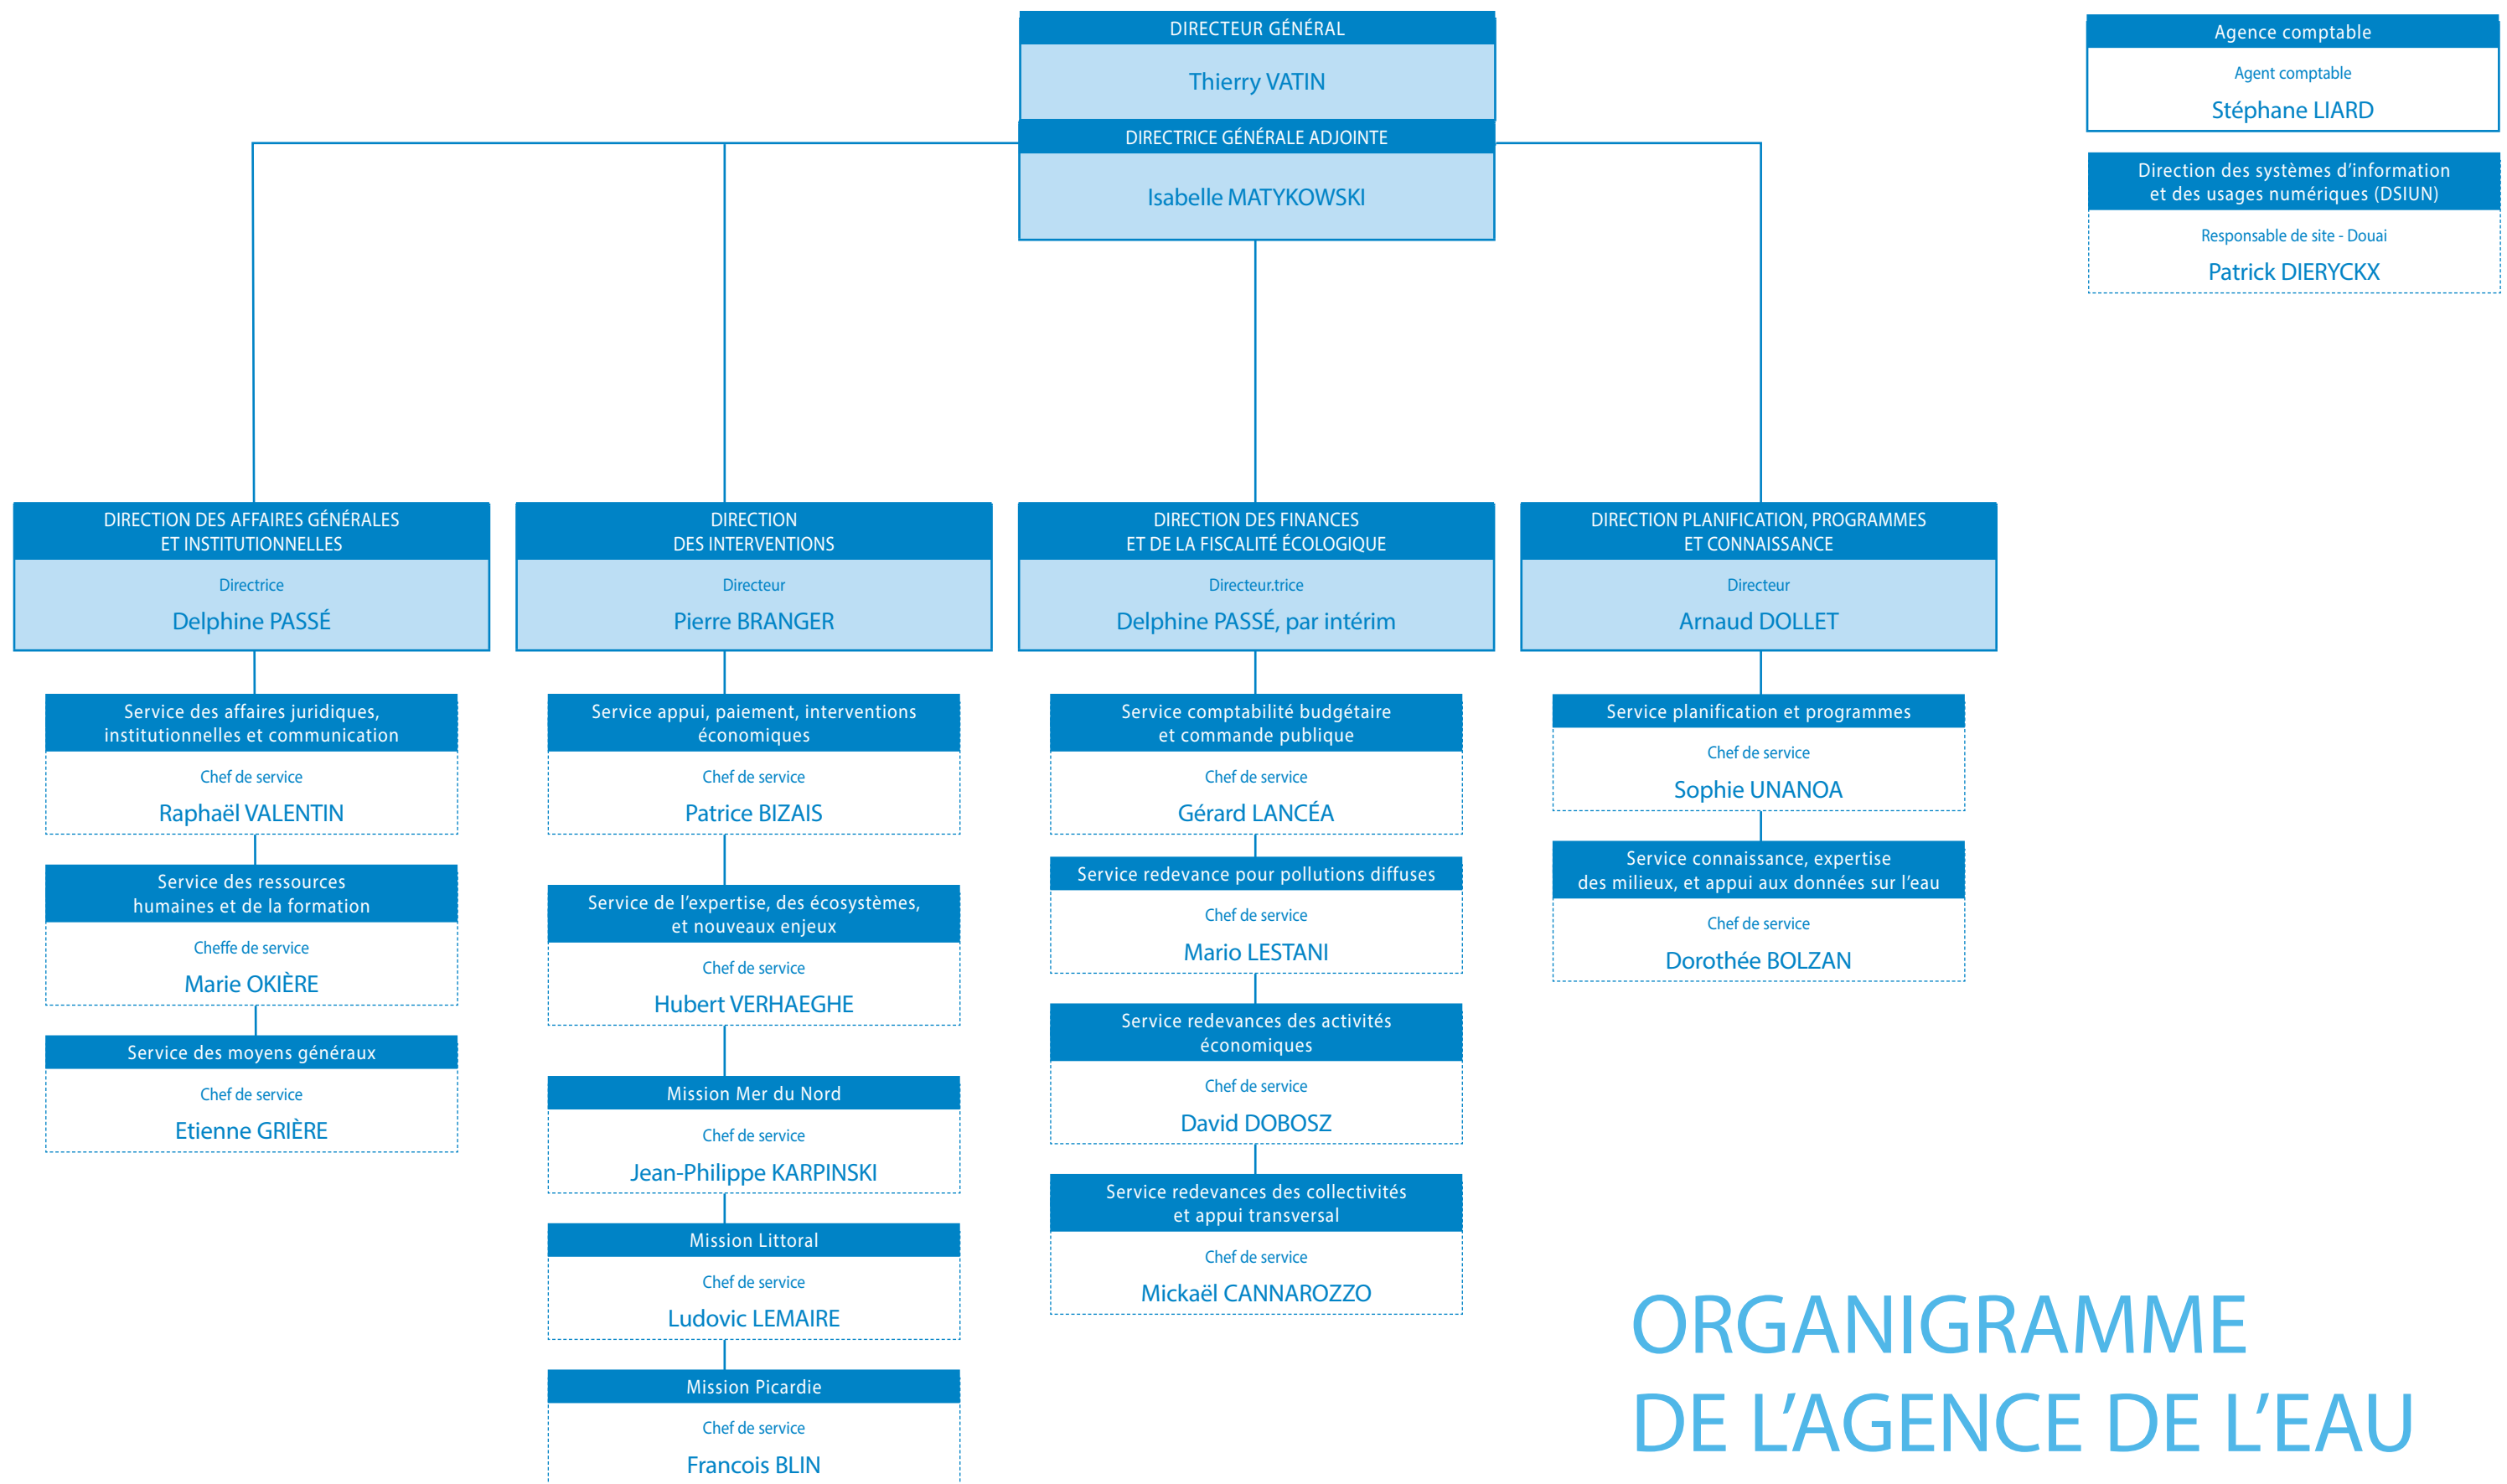 DIRECTEUR GÉNÉRAL
Thierry VATIN
DIRECTRICE GÉNÉRALE ADJOINTE
Isabelle MATYKOWSKI
Agence comptable
Agent comptable
Stéphane LIARD
Direction des systèmes d’information
et des usages numériques (DSIUN)
Responsable de site - Douai
Patrick DIERYCKX
DIRECTION DES AFFAIRES GÉNÉRALES
ET INSTITUTIONNELLES
Directrice
Delphine PASSÉ
Service des affaires juridiques,
institutionnelles et communication
Chef de service
Raphaël VALENTIN
Service des ressources
humaines et de la formation
Cheffe de service
Marie OKIÈRE
Service des moyens généraux
Chef de service
Etienne GRIÈRE
DIRECTION
DES INTERVENTIONS
Directeur
Pierre BRANGER
Service appui, paiement, interventions
économiques
Chef de service
Patrice BIZAIS
Service de l’expertise, des écosystèmes,
et nouveaux enjeux
Chef de service
Hubert VERHAEGHE
Mission Mer du Nord
Chef de service
Jean-Philippe KARPINSKI
Mission Littoral
Chef de service
Ludovic LEMAIRE
Mission Picardie
Chef de service
Francois BLIN
DIRECTION DES FINANCES
ET DE LA FISCALITÉ ÉCOLOGIQUE
Directeur.trice
Delphine PASSÉ, par intérim
Service comptabilité budgétaire
et commande publique
Chef de service
Gérard LANCÉA
Service redevance pour pollutions diffuses
Chef de service
Mario LESTANI
Service redevances des activités
économiques
Chef de service
David DOBOSZ
Service redevances des collectivités
et appui transversal
Chef de service
Mickaël CANNAROZZO
DIRECTION PLANIFICATION, PROGRAMMES
ET CONNAISSANCE
Directeur
Arnaud DOLLET
Service planification et programmes
Chef de service
Sophie UNANOA
Service connaissance, expertise
des milieux, et appui aux données sur l’eau
Chef de service
Dorothée BOLZAN
ORGANIGRAMME
DE L’AGENCE DE L’EAU